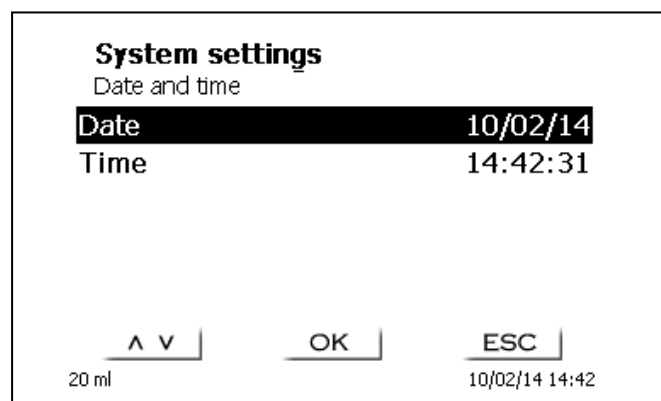 System settings
Date and time
Date 10/02/14
Time 14:42:31
∧ ∨ OK ESC
20 ml 10/02/14 14:42